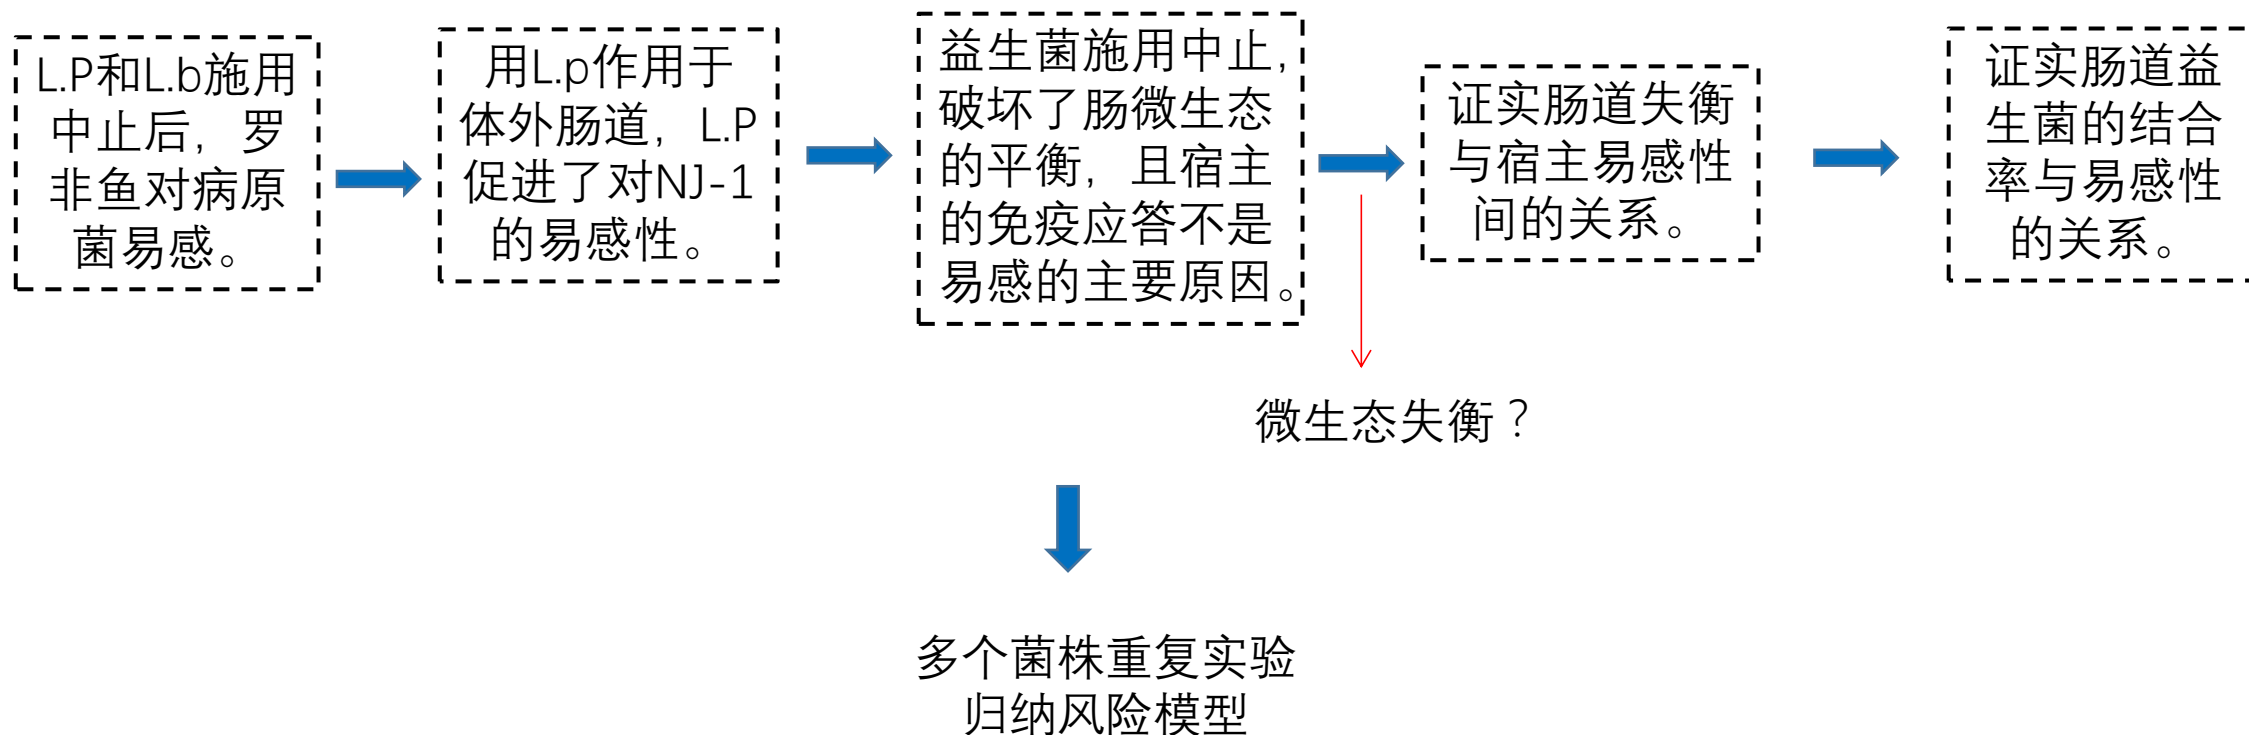 L.P和L.b施用
中止后，罗
非鱼对病原
菌易感。
用L.p作用于
体外肠道，L.P
促进了对NJ-1
的易感性。
益生菌施用中止，
破坏了肠微生态
的平衡，且宿主
的免疫应答不是
易感的主要原因。
证实肠道失衡
与宿主易感性
间的关系。
证实肠道益
生菌的结合
率与易感性
的关系。
微生态失衡？
多个菌株重复实验
归纳风险模型